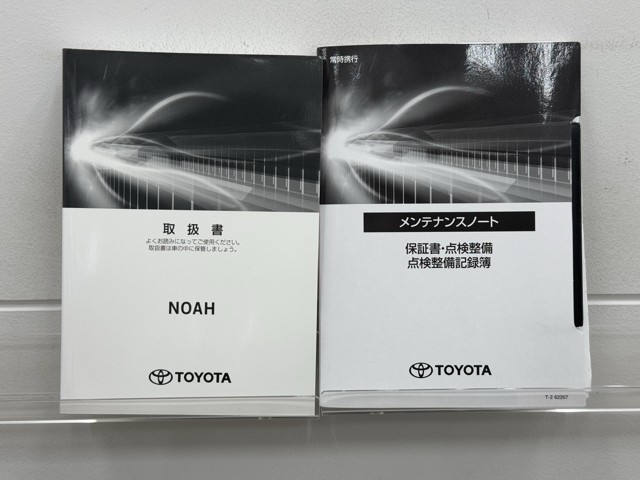 取扱書
よくお読みになってご使用ください。
取扱書は車の中に保管しましょう。
NOAH
TOYOTA
常時携行
メンテナンスノート
保証書・点検整備
点検整備記録簿
TOYOTA
T-2 62267